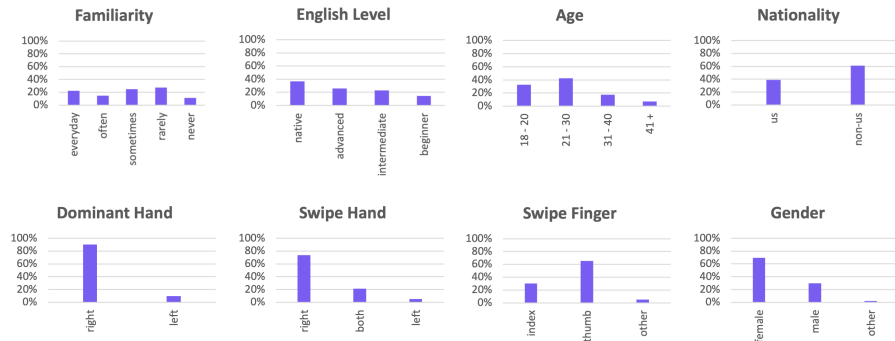 Familiarity
100%
80%
60%
40%
20%
0%
everyday
often
sometimes
rarely
never
English Level
100%
80%
60%
40%
20%
0%
native
advanced
intermediate
beginner
Age
100%
80%
60%
40%
20%
0%
18 - 20
21 - 30
31 - 40
41 +
Nationality
100%
80%
60%
40%
20%
0%
us
non-us
Dominant Hand
100%
80%
60%
40%
20%
0%
right
left
Swipe Hand
100%
80%
60%
40%
20%
0%
right
both
left
Swipe Finger
100%
80%
60%
40%
20%
0%
index
thumb
other
Gender
100%
80%
60%
40%
20%
0%
female
male
other